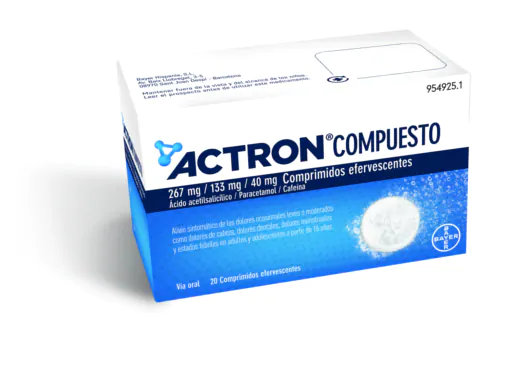 Bayer Hispania, S.L.,
Av. Baix Llobregat, 3-5
08970 Sant Joan Despí - Barcelona
Mantener fuera de la vista y del alcance de los niños.
Leer el prospecto antes de utilizar este medicamento.
954925.1
ACTRON® COMPUESTO
267 mg / 133 mg / 40 mg Comprimidos efervescentes
Ácido acetilsalicílico / Paracetamol / Cafeína
Alivio sintomático de los dolores ocasionales leves o moderados
como dolores de cabeza, dolores dentales, dolores menstruales
y estados febriles en adultos y adolescentes a partir de 16 años.
Vía oral 20 Comprimidos efervescentes
BAYER
BAYER